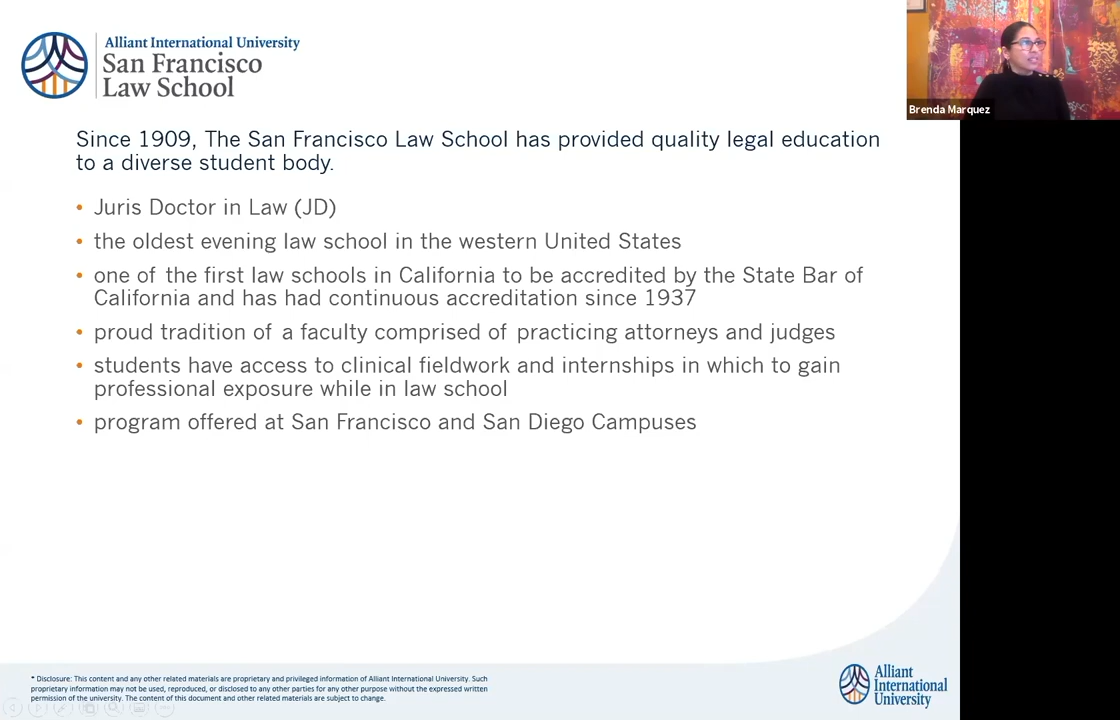 Alliant International University
San Francisco
Law School
Brenda Marquez
Since 1909, The San Francisco Law School has provided quality legal education
to a diverse student body.
• Juris Doctor in Law (JD)
• the oldest evening law school in the western United States
• one of the first law schools in California to be accredited by the State Bar of
California and has had continuous accreditation since 1937
• proud tradition of a faculty comprised of practicing attorneys and judges
• students have access to clinical fieldwork and internships in which to gain
professional exposure while in law school
• program offered at San Francisco and San Diego Campuses
* Disclosure: This content and any other related materials are proprietary and privileged information of Alliant International University. Such
proprietary information may not be used, reproduced, or disclosed to any other parties for any other purpose without the expressed written
permission of the university. The content of this document and other related materials are subject to change.
Alliant
International
University